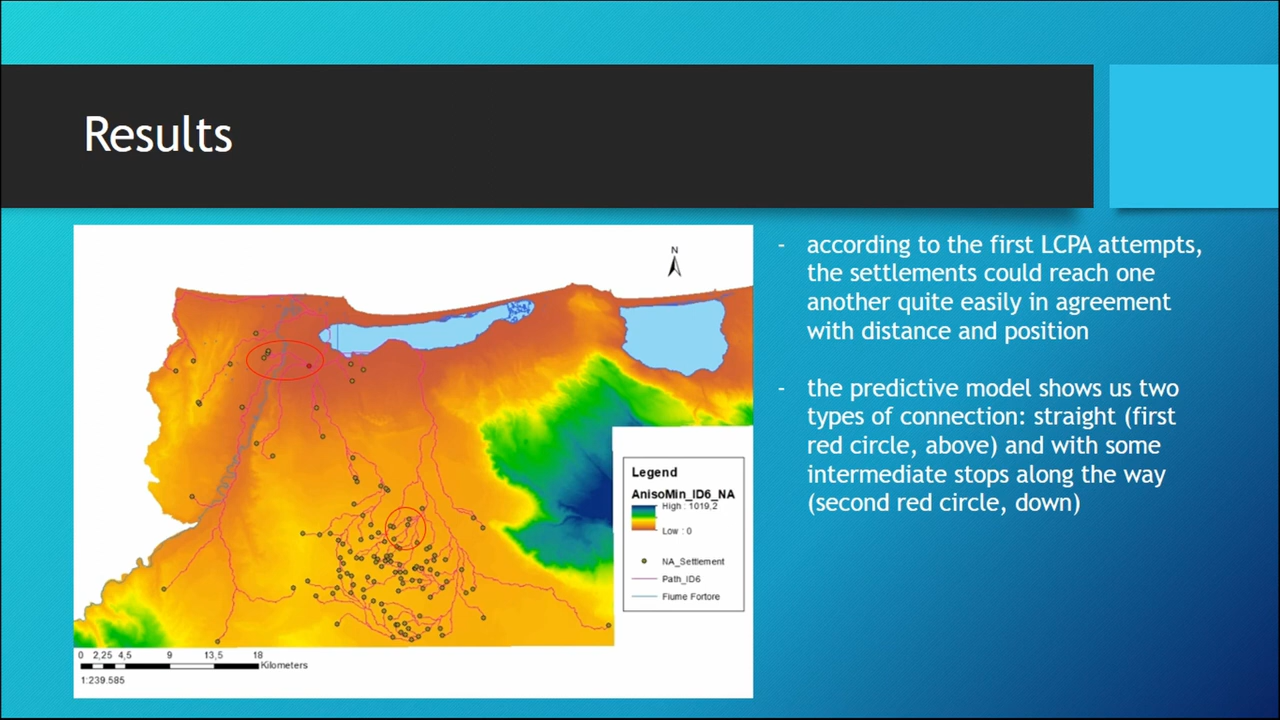 Results
N
- according to the first LCPA attempts,
the settlements could reach one
another quite easily in agreement
with distance and position
- the predictive model shows us two
types of connection: straight (first
red circle, above) and with some
intermediate stops along the way
(second red circle, down)
Legend
AnisoMin_ID6_NA
High : 1019,2
Low : 0
NA_Settlement
Path_ID6
Fiume Fortore
0 2,25 4,5 9 13,5 18
Kilometers
1:239.585